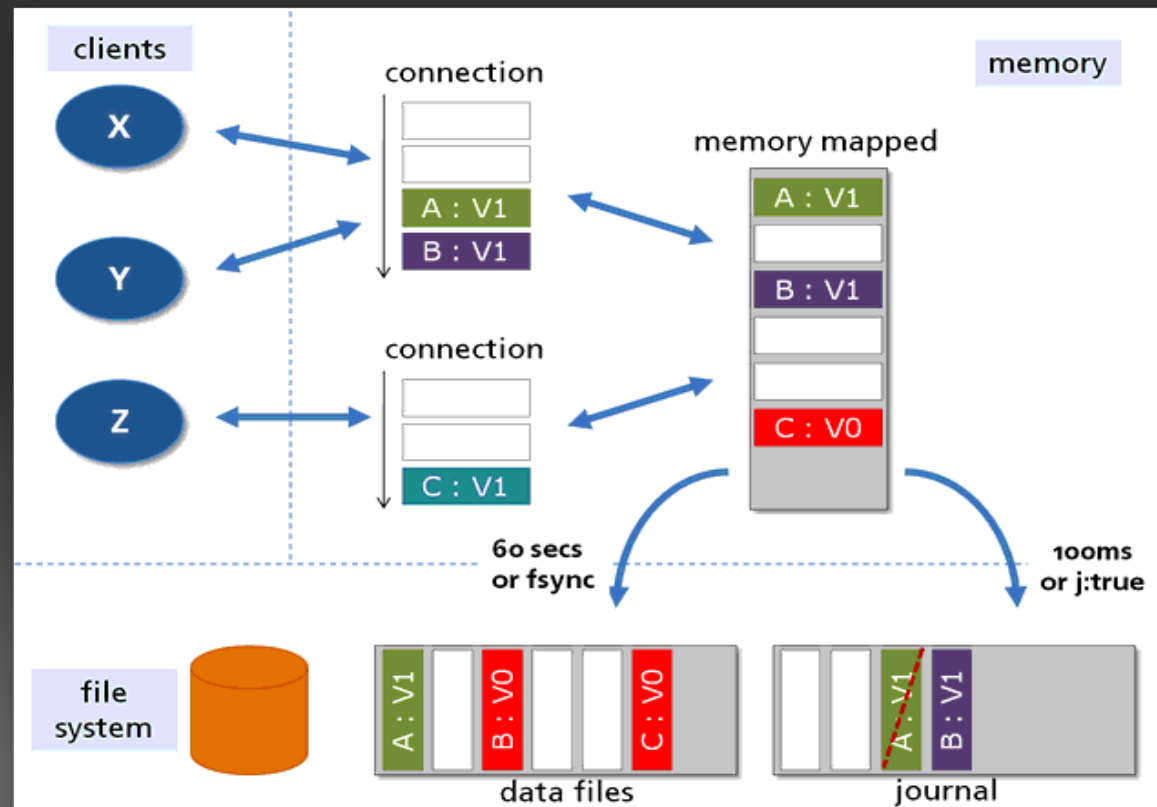 clients
memory
connection
X
memory mapped
A : V1
A : V1
B : V1
Y
B : V1
connection
Z
C : V0
C : V1
60 secs
or fsync
100ms
or j:true
file
system
A : V1
B : V0
C : V0
A : V1
B : V1
data files
journal